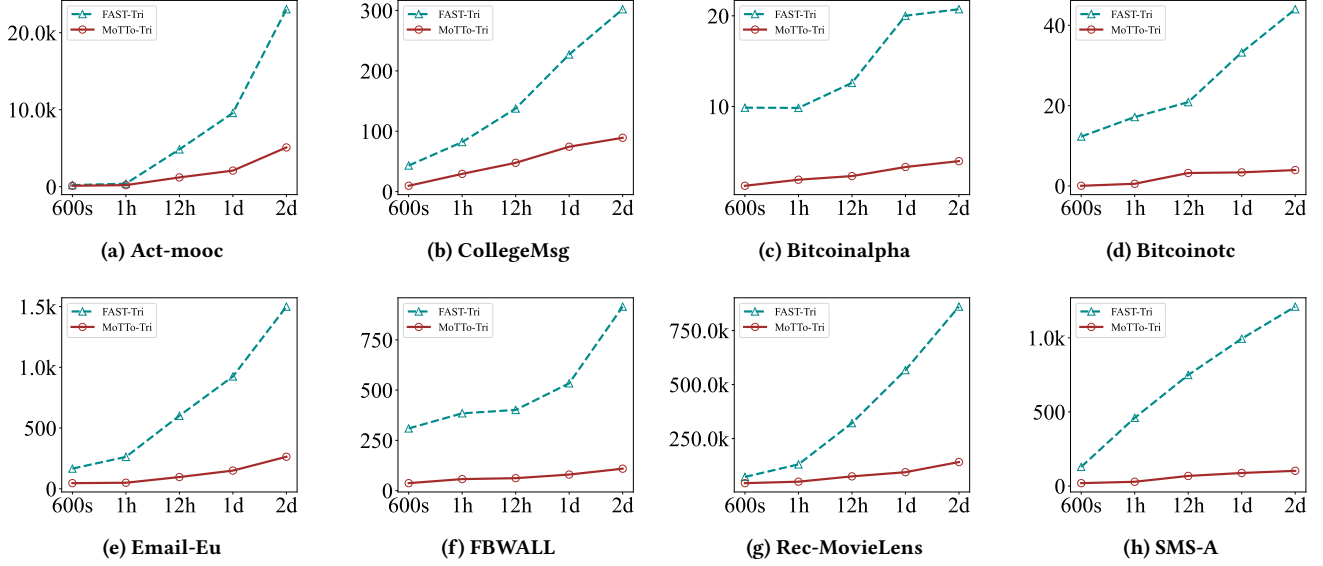 FAST-Tri
MoTTo-Tri
20.0k
10.0k
0
600s 1h 12h 1d 2d
(a) Act-mooc
FAST-Tri
MoTTo-Tri
300
200
100
0
600s 1h 12h 1d 2d
(b) CollegeMsg
FAST-Tri
MoTTo-Tri
20
10
600s 1h 12h 1d 2d
(c) Bitcoinalpha
FAST-Tri
MoTTo-Tri
40
20
0
600s 1h 12h 1d 2d
(d) Bitcoinotc
FAST-Tri
MoTTo-Tri
1.5k
1.0k
500
0
600s 1h 12h 1d 2d
(e) Email-Eu
FAST-Tri
MoTTo-Tri
750
500
250
0
600s 1h 12h 1d 2d
(f) FBWALL
FAST-Tri
MoTTo-Tri
750.0k
500.0k
250.0k
600s 1h 12h 1d 2d
(g) Rec-MovieLens
FAST-Tri
MoTTo-Tri
1.0k
500
0
600s 1h 12h 1d 2d
(h) SMS-A